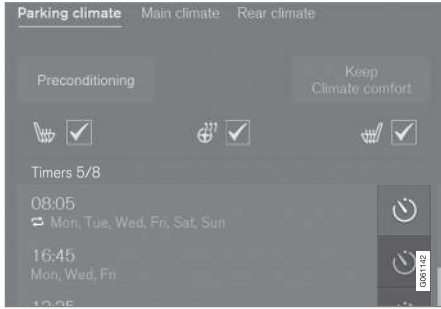 Parking climate Main climate Rear climate
Preconditioning
Keep
Climate comfort
Timers 5/8
08:05
Mon, Tue, Wed, Fri, Sat, Sun
16:45
Mon, Wed, Fri
G061142